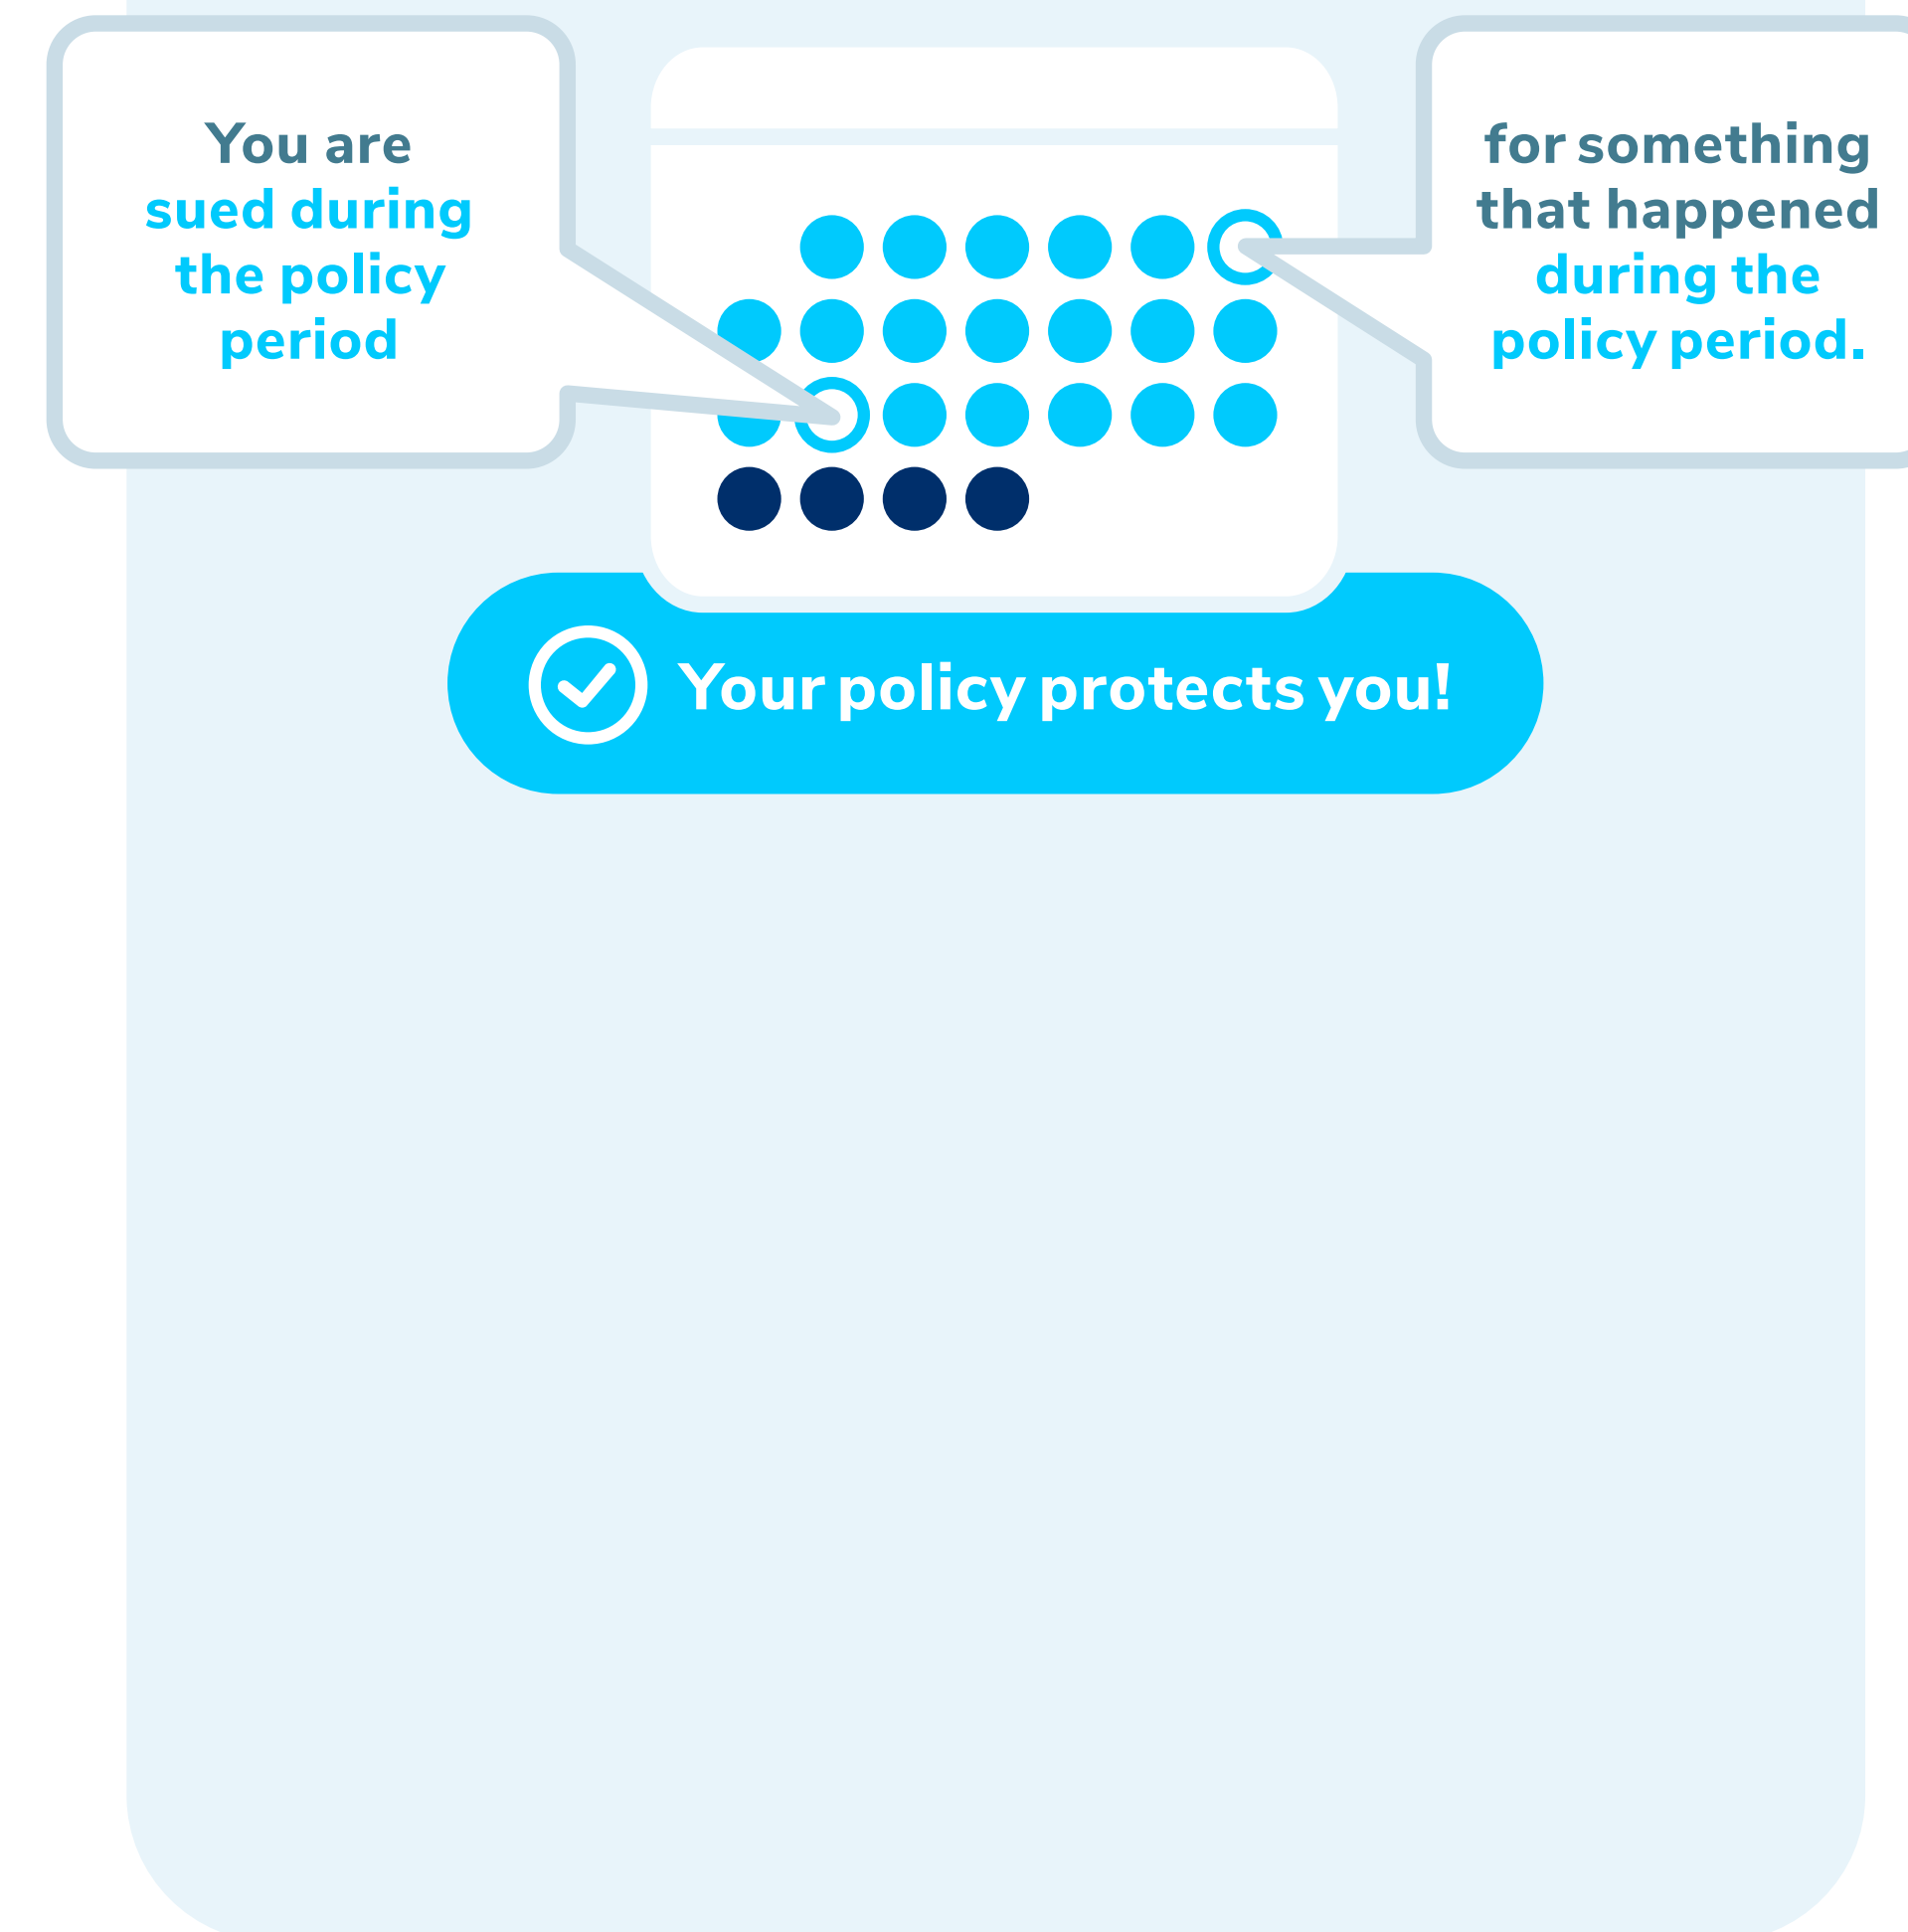 You are
sued during
the policy
period
for something
that happened
during the
policy period.
Your policy protects you!